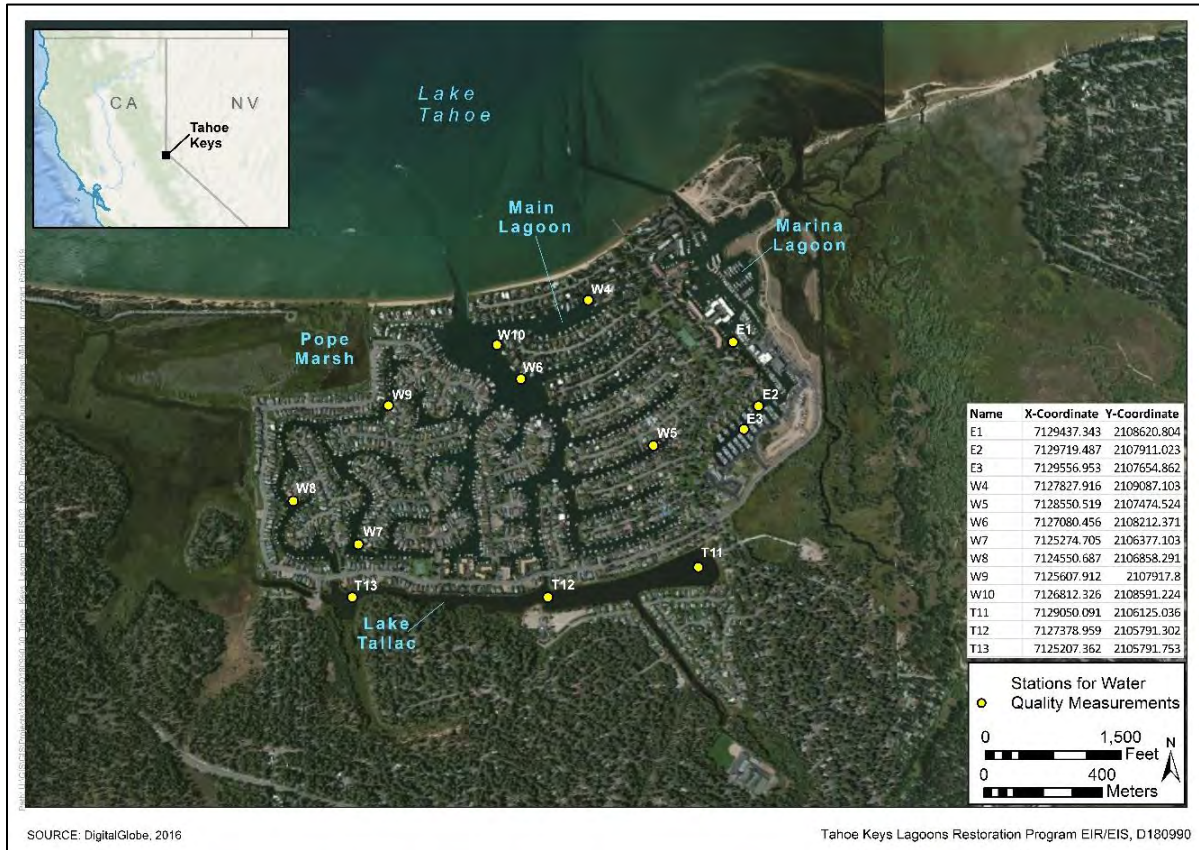 CA
NV
Tahoe
Keys
Lake
Tahoe
Main
Lagoon
Marina
Lagoon
W4
W10
E1
Pope
Marsh
W6
W9
E2
E3
W5
W8
W7
T11
T13
T12
Lake
Tallac
Name X-Coordinate Y-Coordinate
E1 7129437.343 2108620.804
E2 7129719.487 2107911.023
E3 7129556.953 2107654.862
W4 7127827.916 2109087.103
W5 7128550.519 2107474.524
W6 7127080.456 2108212.371
W7 7125274.705 2106377.103
W8 7124550.687 2106858.291
W9 7125607.912 2107917.8
W10 7126812.326 2108591.224
T11 7129050.091 2106125.036
T12 7127378.959 2105791.302
T13 7125207.362 2105791.753
Stations for Water
Quality Measurements
0 1,500
Feet
0 400
Meters
N
SOURCE: DigitalGlobe, 2016
Tahoe Keys Lagoons Restoration Program EIR/EIS, D180990